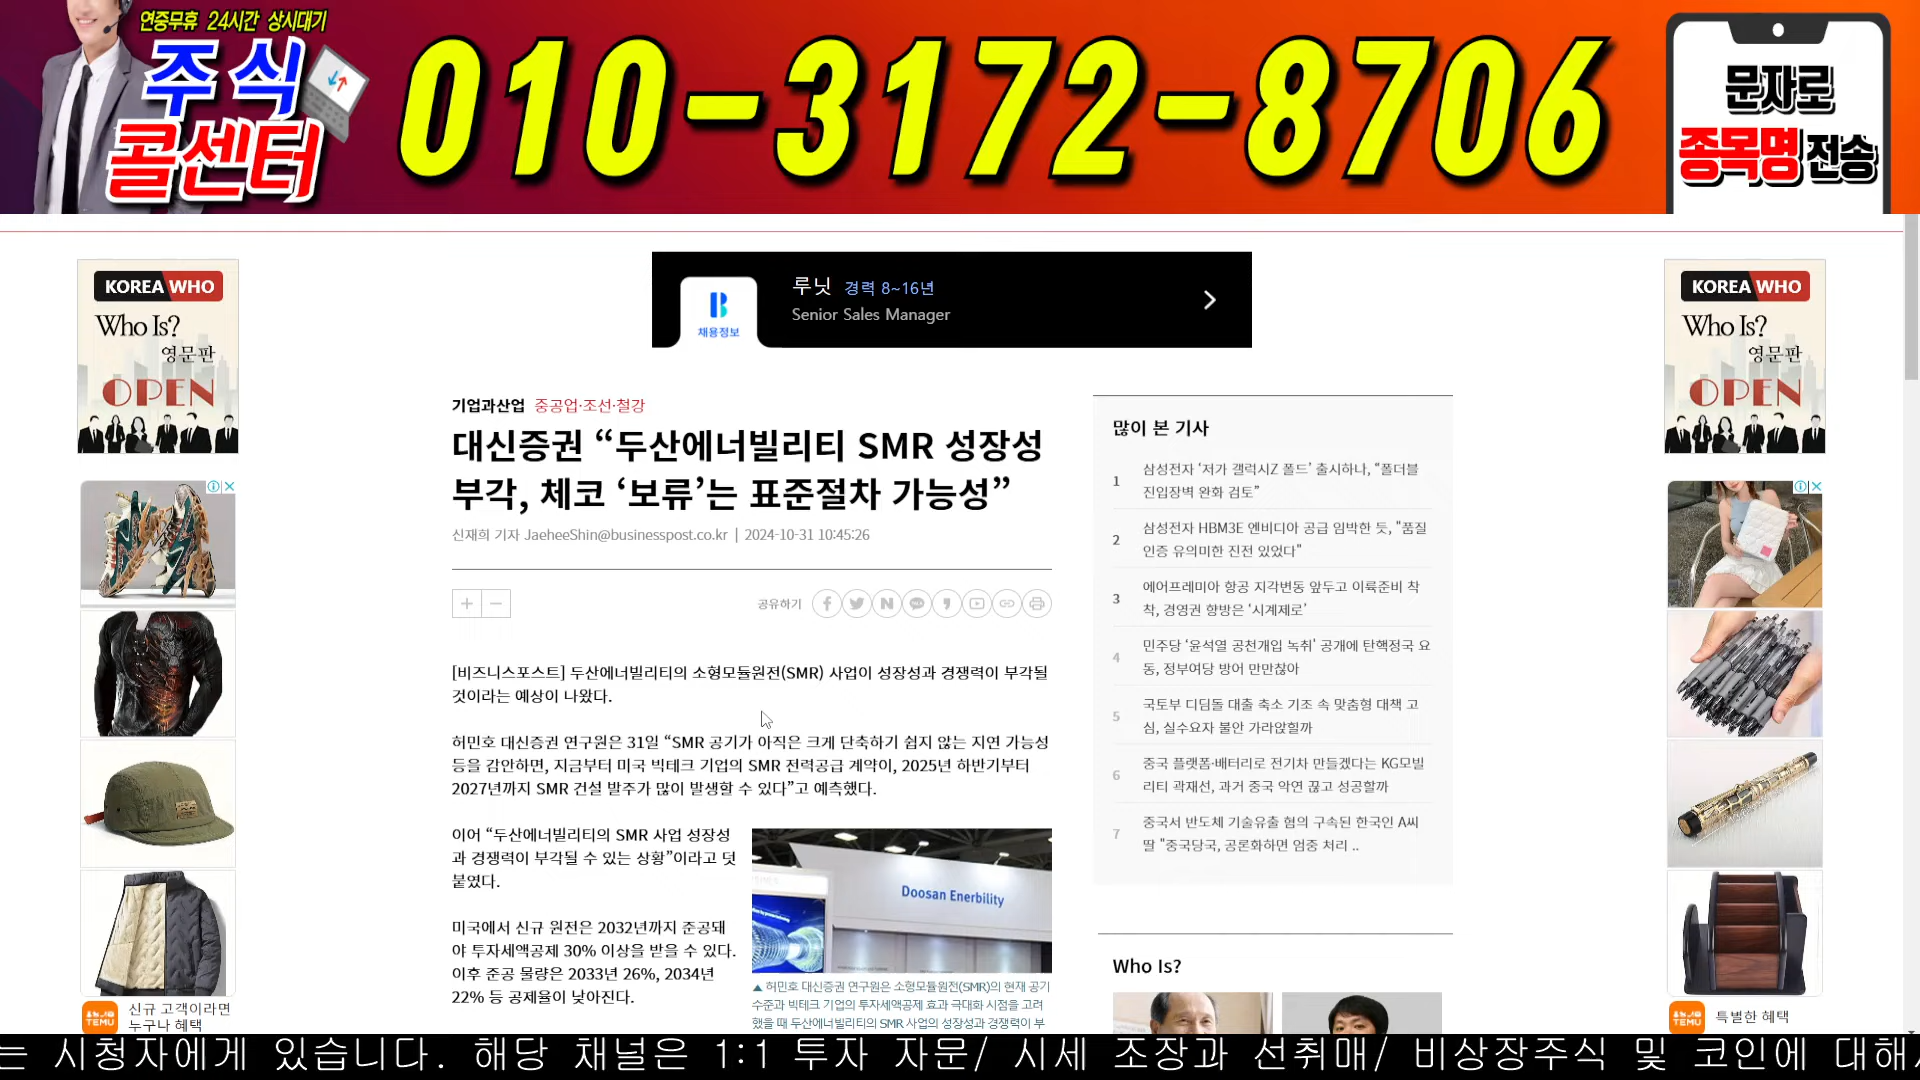 연중무휴 24시간 상시대기
주식
콜센터
010-3172-8706
문자로
종목명 전송
KOREA WHO
Who Is?
영문판
OPEN
루닛 경력 8~16년
Senior Sales Manager
채용정보
KOREA WHO
Who Is?
영문판
OPEN
기업과산업 중공업·조선·철강
대신증권 “두산에너빌리티 SMR 성장성
부각, 체코 ‘보류’는 표준절차 가능성”
신재희 기자 JaeheeShin@businesspost.co.kr | 2024-10-31 10:45:26
공유하기
[비즈니스포스트] 두산에너빌리티의 소형모듈원전(SMR) 사업이 성장성과 경쟁력이 부각될
것이라는 예상이 나왔다.
허민호 대신증권 연구원은 31일 “SMR 공기가 아직은 크게 단축하기 쉽지 않는 지연 가능성
등을 감안하면, 지금부터 미국 빅테크 기업의 SMR 전력공급 계약이, 2025년 하반기부터
2027년까지 SMR 건설 발주가 많이 발생할 수 있다”고 예측했다.
이어 “두산에너빌리티의 SMR 사업 성장성
과 경쟁력이 부각될 수 있는 상황”이라고 덧
붙였다.
미국에서 신규 원전은 2032년까지 준공돼
야 투자세액공제 30% 이상을 받을 수 있다.
이후 준공 물량은 2033년 26%, 2034년
22% 등 공제율이 낮아진다.
Doosan Enerbility
▲ 허민호 대신증권 연구원은 소형모듈원전(SMR)의 현재 공기
수준과 빅테크 기업의 투자세액공제 효과 극대화 시점을 고려
했을 때 두산에너빌리티의 SMR 사업의 성장성과 경쟁력이 부
많이 본 기사
1 삼성전자 ‘저가 갤럭시Z 폴드’ 출시하나, “폴더블
진입장벽 완화 검토”
2 삼성전자 HBM3E 엔비디아 공급 임박한 듯, "품질
인증 유의미한 진전 있었다"
3 에어프레미아 항공 지각변동 앞두고 이륙준비 착
착, 경영권 향방은 ‘시계제로’
4 민주당 ‘윤석열 공천개입 녹취' 공개에 탄핵정국 요
동, 정부여당 방어 만만찮아
5 국토부 디딤돌 대출 축소 기조 속 맞춤형 대책 고
심, 실수요자 불안 가라앉힐까
6 중국 플랫폼·배터리로 전기차 만들겠다는 KG모빌
리티 곽재선, 과거 중국 악연 끊고 성공할까
7 중국서 반도체 기술유출 혐의 구속된 한국인 A씨
딸 "중국당국, 공론화하면 엄중 처리 ..
Who Is?
TEMU
신규 고객이라면
누구나 혜택
TEMU
특별한 혜택
는 시청자에게 있습니다. 해당 채널은 1:1 투자 자문/ 시세 조장과 선취매/ 비상장주식 및 코인에 대해